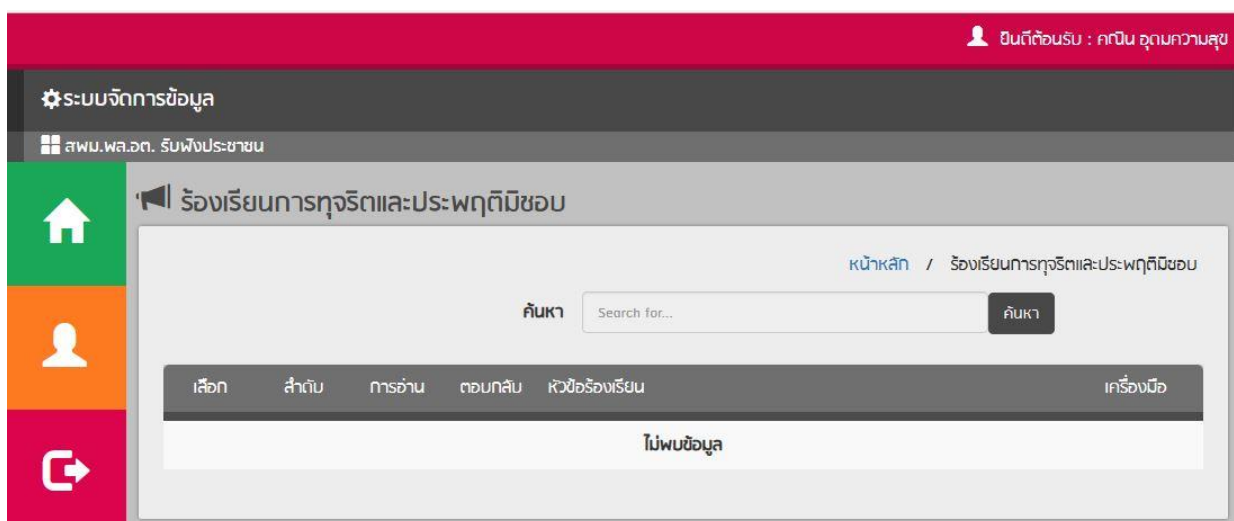 ยินดีต้อนรับ : คณิน อุดมความสุข
ระบบจัดการข้อมูล
สพม.พล.อต. รับฟังประชาชน
ร้องเรียนการทุจริตและประพฤติมิชอบ
หน้าหลัก / ร้องเรียนการทุจริตและประพฤติมิชอบ
ค้นหา Search for... ค้นหา
เลือก ลำดับ การอ่าน ตอบกลับ หัวข้อร้องเรียน เครื่องมือ
ไม่พบข้อมูล